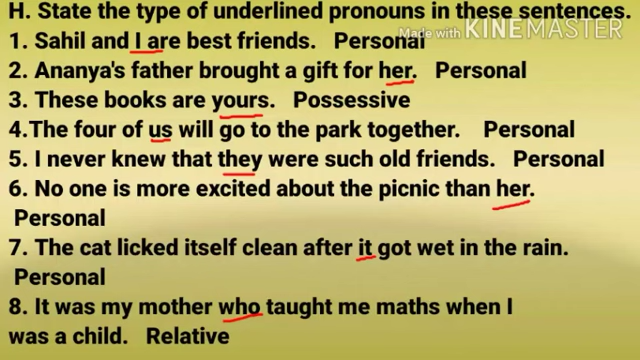 H. State the type of underlined pronouns in these sentences.
Made with KINEMASTER
1. Sahil and I are best friends. Personal
2. Ananya's father brought a gift for her. Personal
3. These books are yours. Possessive
4.The four of us will go to the park together. Personal
5. I never knew that they were such old friends. Personal
6. No one is more excited about the picnic than her.
Personal
7. The cat licked itself clean after it got wet in the rain.
Personal
8. It was my mother who taught me maths when I
was a child. Relative